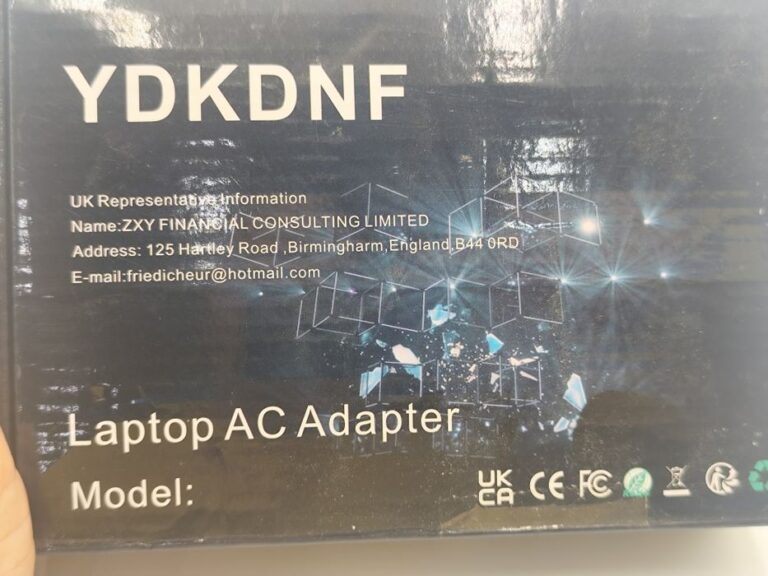 YDKDNF
UK Representative Information
Name:ZXY FINANCIAL CONSULTING LIMITED
Address: 125 Hartley Road ,Birmingharm,England,B44 0RD
E-mail:friedicheur@hotmail.com
Laptop AC Adapter
Model:
UK
CA
CE FC